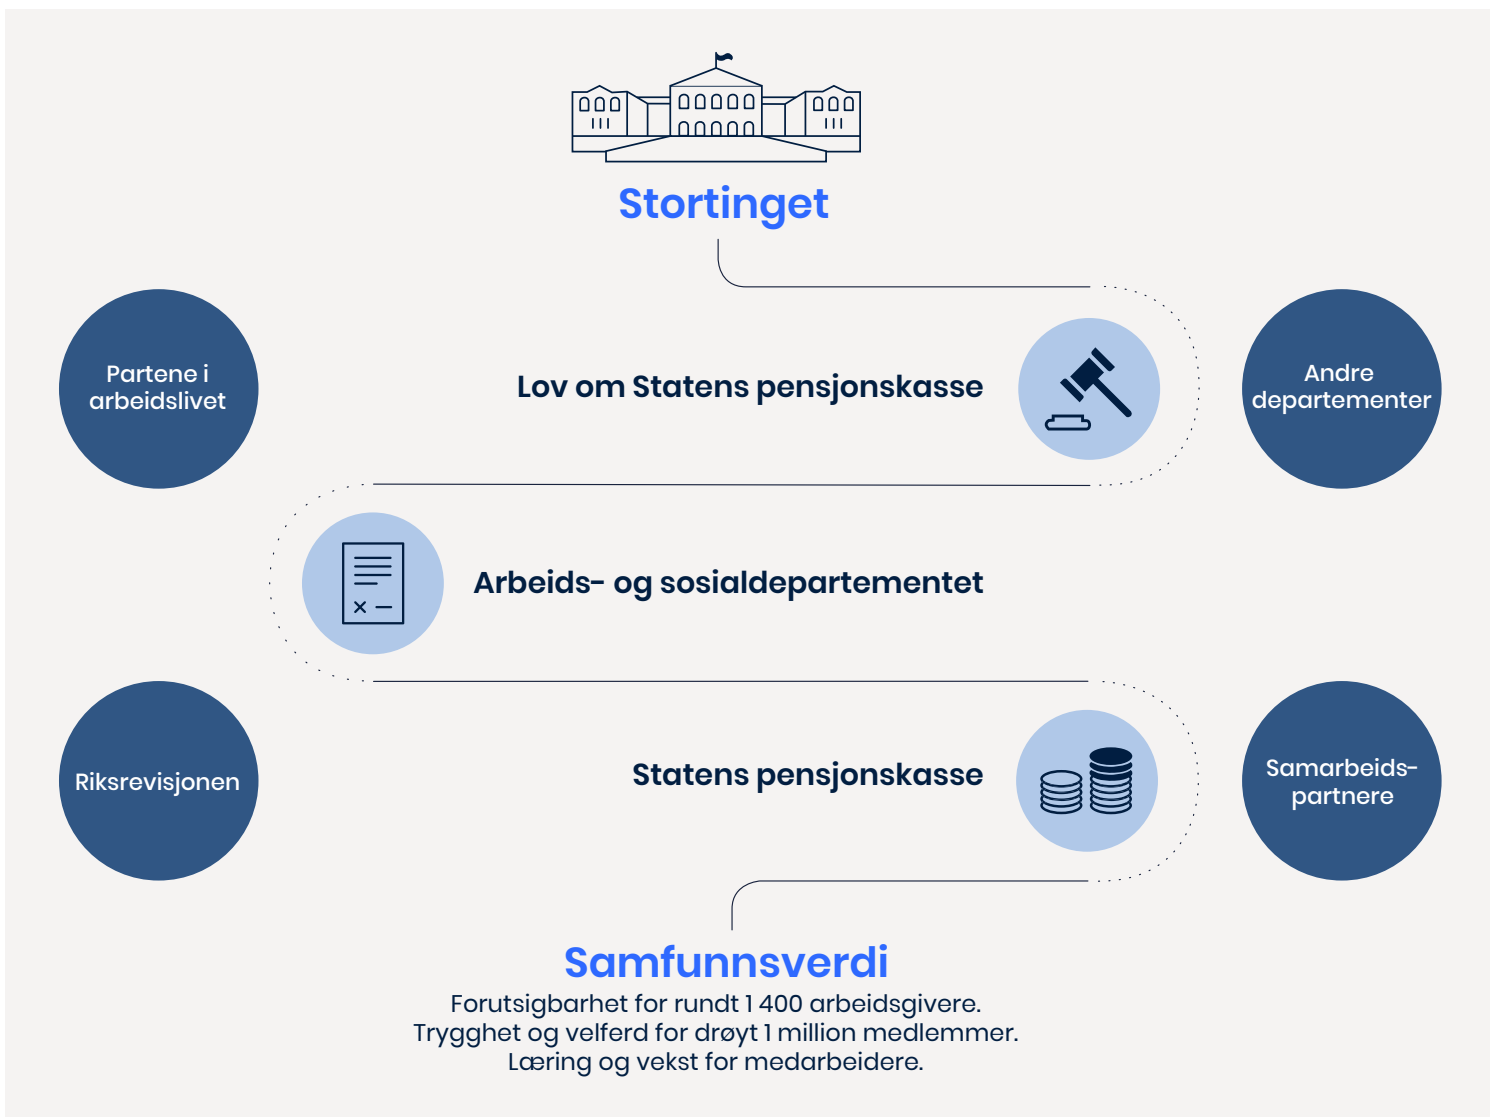 Stortinget
Partene i
arbeidslivet
Lov om Statens pensjonskasse
Andre
departementer
Arbeids- og sosialdepartementet
Riksrevisjonen
Statens pensjonskasse
Samarbeids-
partnere
Samfunnsverdi
Forutsigbarhet for rundt 1 400 arbeidsgivere.
Trygghet og velferd for drøyt 1 million medlemmer.
Læring og vekst for medarbeidere.